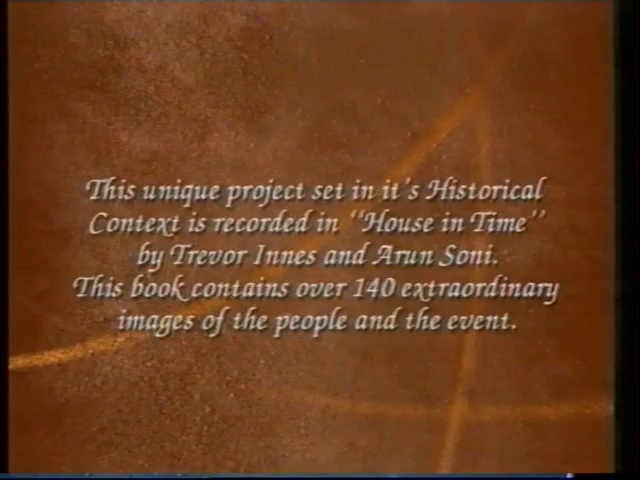 This unique project set in it's Historical
Context is recorded in "House in Time"
by Trevor Innes and Arun Soni.
This book contains over 140 extraordinary
images of the people and the event.